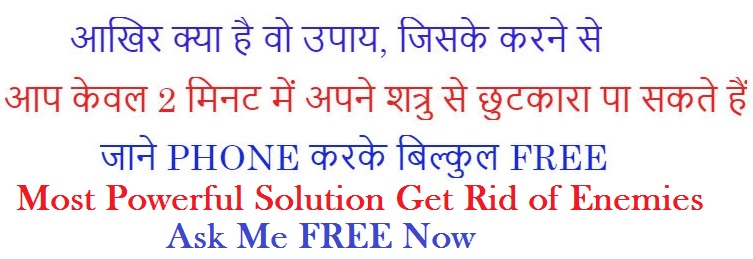 आखिर क्या है वो उपाय, जिसके करने से
आप केवल 2 मिनट में अपने शत्रु से छुटकारा पा सकते हैं
जाने PHONE करके बिल्कुल FREE
Most Powerful Solution Get Rid of Enemies
Ask Me FREE Now